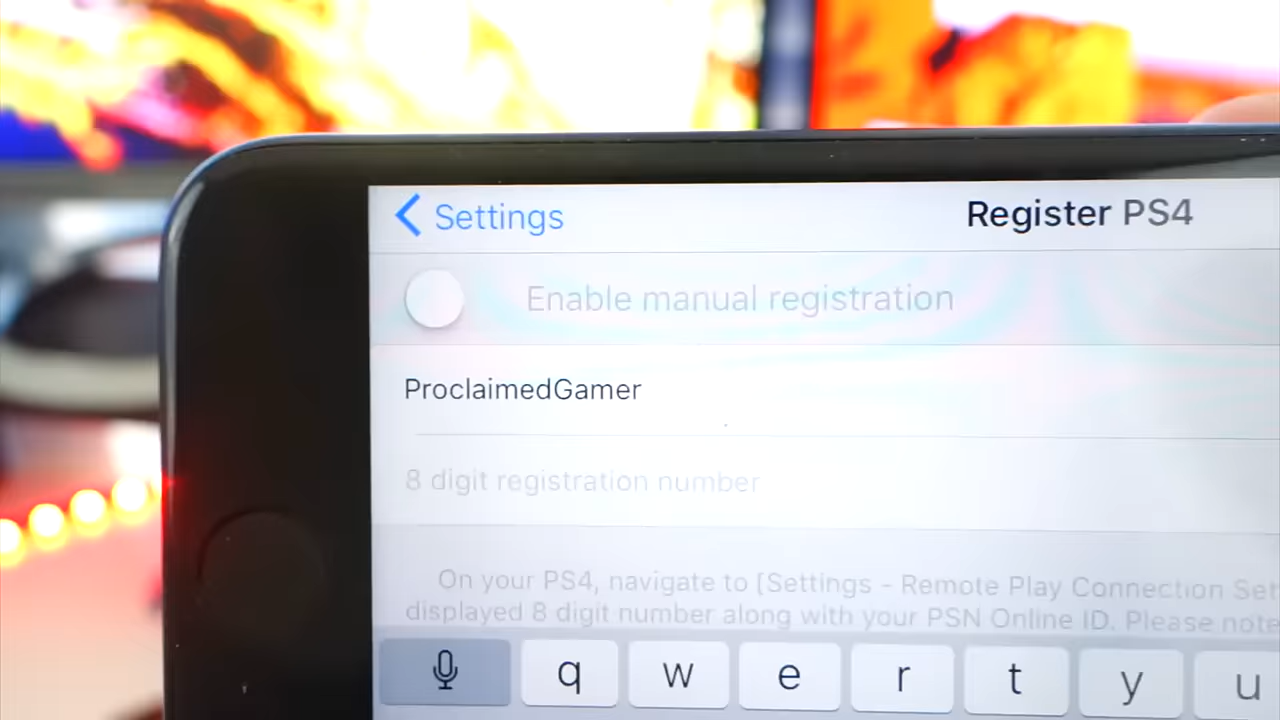 Settings
Register PS4
Enable manual registration
ProclaimedGamer
8 digit registration number
On your PS4, navigate to [Settings - Remote Play Connection Set
displayed 8 digit number along with your PSN Online ID. Please note
q w e r t y u